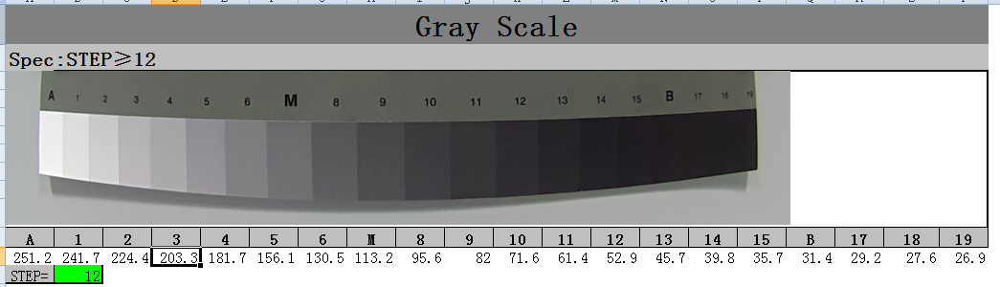 Gray Scale
Spec:STEP≥12
A 1 2 3 4 5 6 M 8 9 10 11 12 13 14 15 B 17 18 19
A 1 2 3 4 5 6 M 8 9 10 11 12 13 14 15 B 17 18 19
251.2 241.7 224.4 203.3 181.7 156.1 130.5 113.2 95.6 82 71.6 61.4 52.9 45.7 39.8 35.7 31.4 29.2 27.6 26.9
STEP= 12